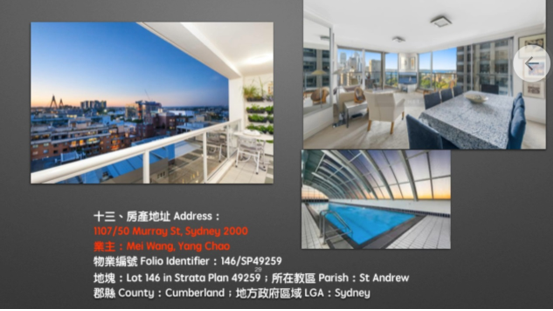 十三、房產地址 Address：
1107/50 Murray St, Sydney 2000
業主：Mei Wang, Yang Chao
物業編號 Folio Identifier：146/SP49259
29
地塊：Lot 146 in Strata Plan 49259；所在教區 Parish：St Andrew
郡縣 County：Cumberland；地方政府區域 LGA：Sydney